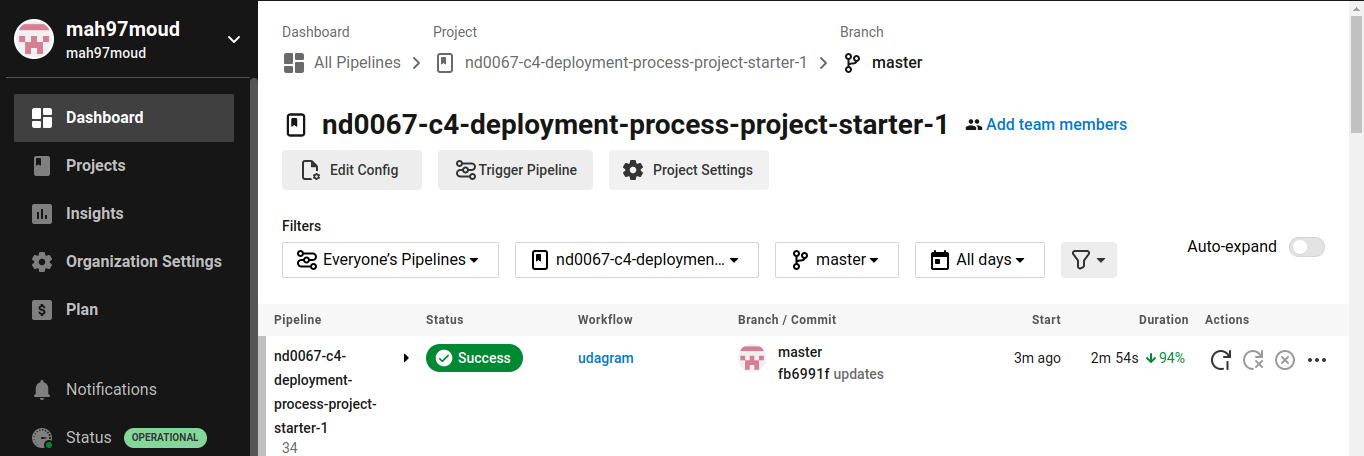 mah97moud
mah97moud
Dashboard
Projects
Insights
Organization Settings
Plan
Notifications
Status OPERATIONAL
Dashboard Project Branch
All Pipelines nd0067-c4-deployment-process-project-starter-1 master
nd0067-c4-deployment-process-project-starter-1 Add team members
Edit Config Trigger Pipeline Project Settings
Filters
Everyone’s Pipelines nd0067-c4-deploymen... master All days Auto-expand
Pipeline Status Workflow Branch / Commit Start Duration Actions
nd0067-c4- Success udagram master 3m ago 2m 54s 94%
fb6991f updates
deployment-
process-project-
starter-1
34